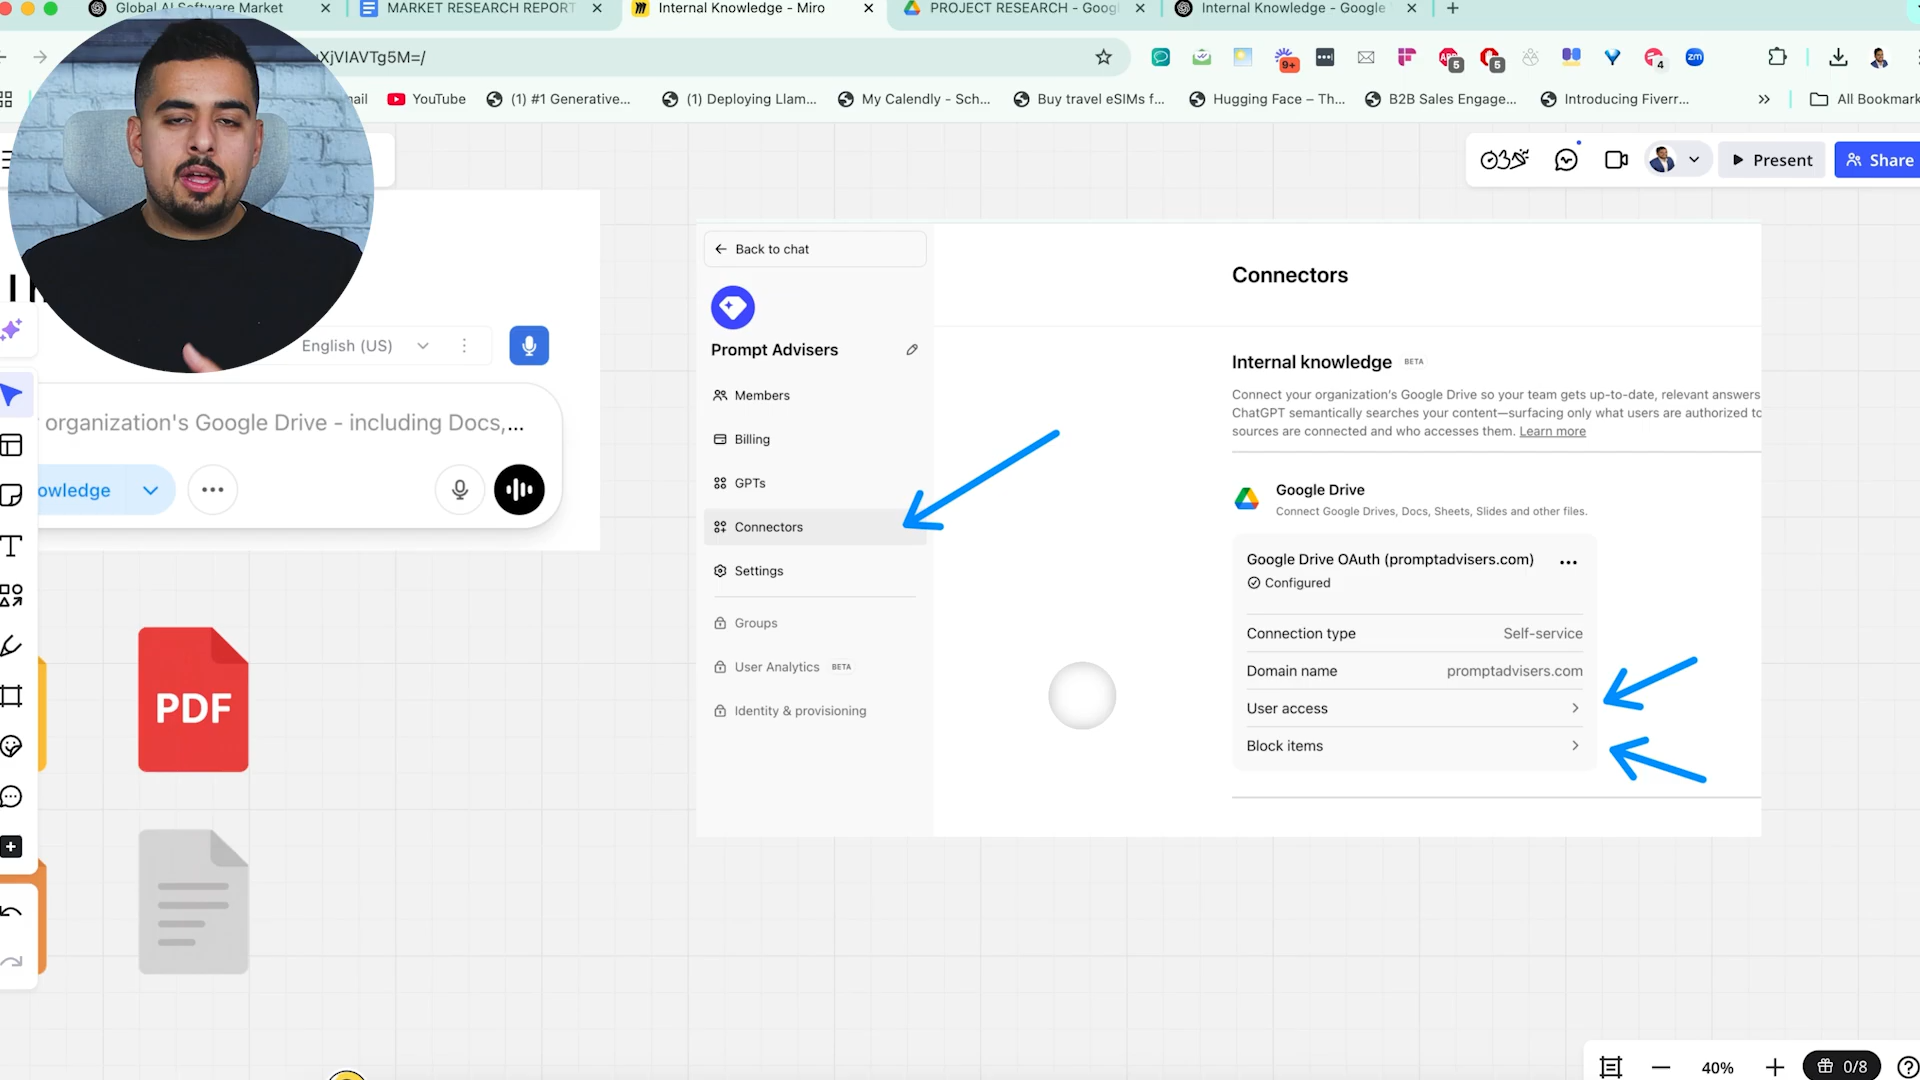 Global AI Software Market
MARKET RESEARCH REPORT
Internal Knowledge - Miro
PROJECT RESEARCH - Goog
Internal Knowledge - Google
XjVIAVTg5M=/
9+
5
5
4
zm
ail
YouTube
(1) #1 Generative...
(1) Deploying Llam...
My Calendly - Sch...
Buy travel eSIMs f...
Hugging Face – Th...
B2B Sales Engage...
Introducing Fiverr...
All Bookmark
Present
Share
English (US)
organization's Google Drive - including Docs,...
owledge
PDF
Back to chat
Prompt Advisers
Members
Billing
GPTs
Connectors
Settings
Groups
User Analytics BETA
Identity & provisioning
Connectors
Internal knowledge BETA
Connect your organization's Google Drive so your team gets up-to-date, relevant answers
ChatGPT semantically searches your content—surfacing only what users are authorized to
sources are connected and who accesses them. Learn more
Google Drive
Connect Google Drives, Docs, Sheets, Slides and other files.
Google Drive OAuth (promptadvisers.com)
Configured
Connection type Self-service
Domain name promptadvisers.com
User access
Block items
40%
0/8